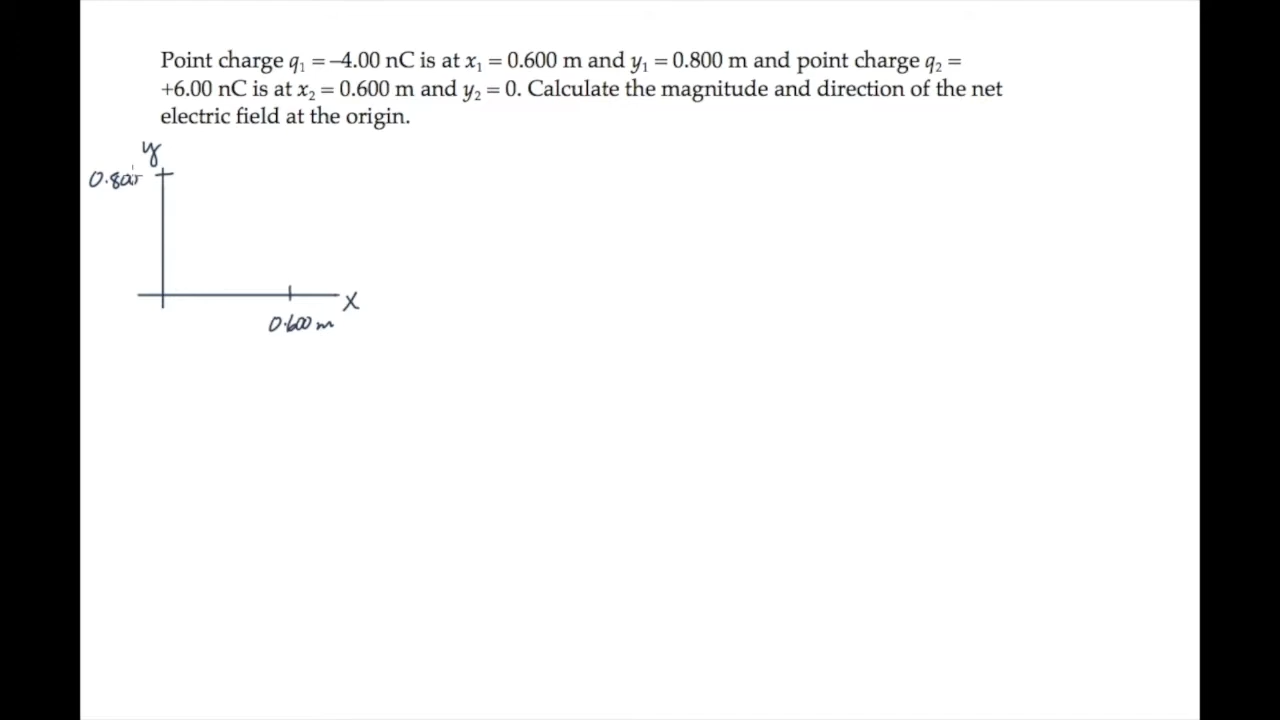 Point charge q₁ = –4.00 nC is at x₁ = 0.600 m and y₁ = 0.800 m and point charge q₂ =
+6.00 nC is at x₂ = 0.600 m and y₂ = 0. Calculate the magnitude and direction of the net
electric field at the origin.
y
x
0.600 m